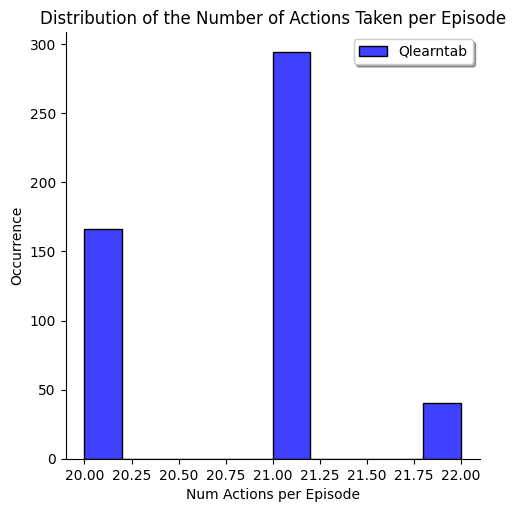 Distribution of the Number of Actions Taken per Episode
Qlearntab
300
250
200
150
100
50
0
Occurrence
20.00 20.25 20.50 20.75 21.00 21.25 21.50 21.75 22.00
Num Actions per Episode